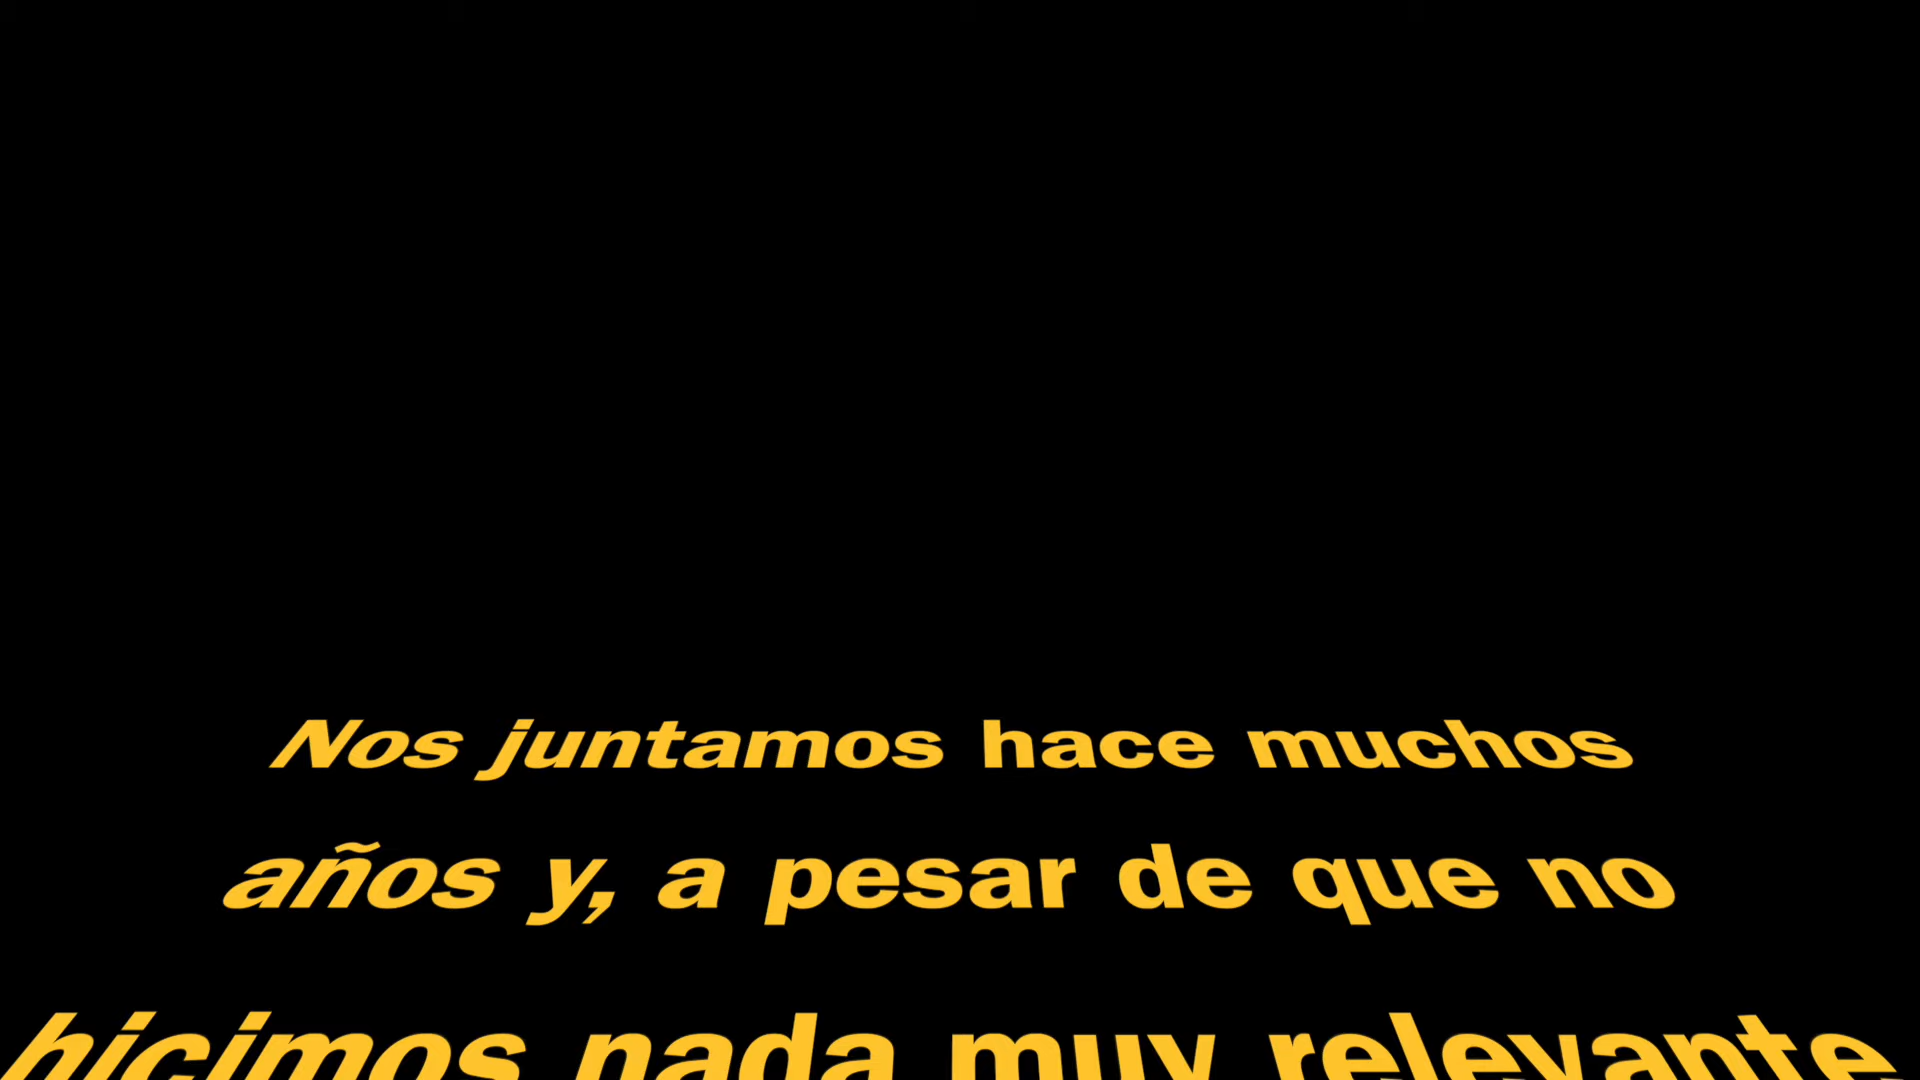 Nos juntamos hace muchos
años y, a pesar de que no
hicimos nada muy relevante